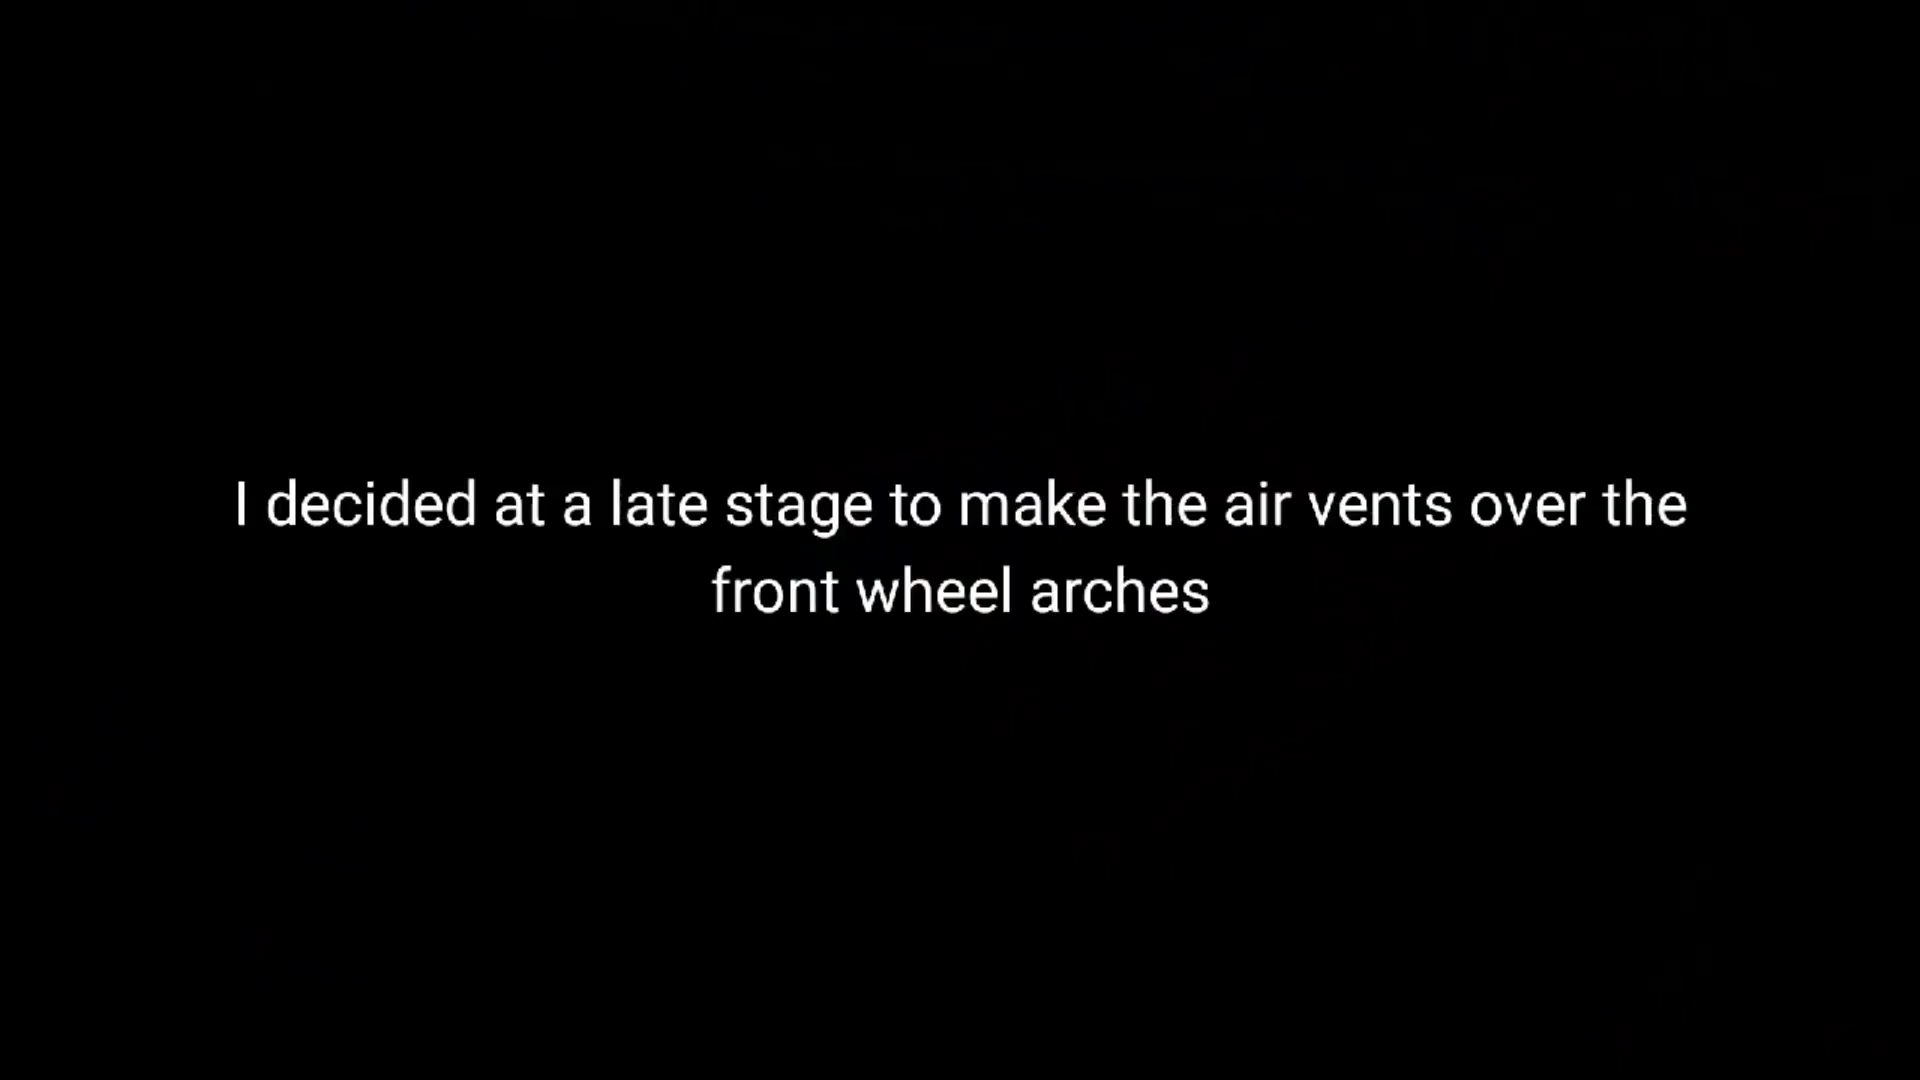 I decided at a late stage to make the air vents over the
front wheel arches